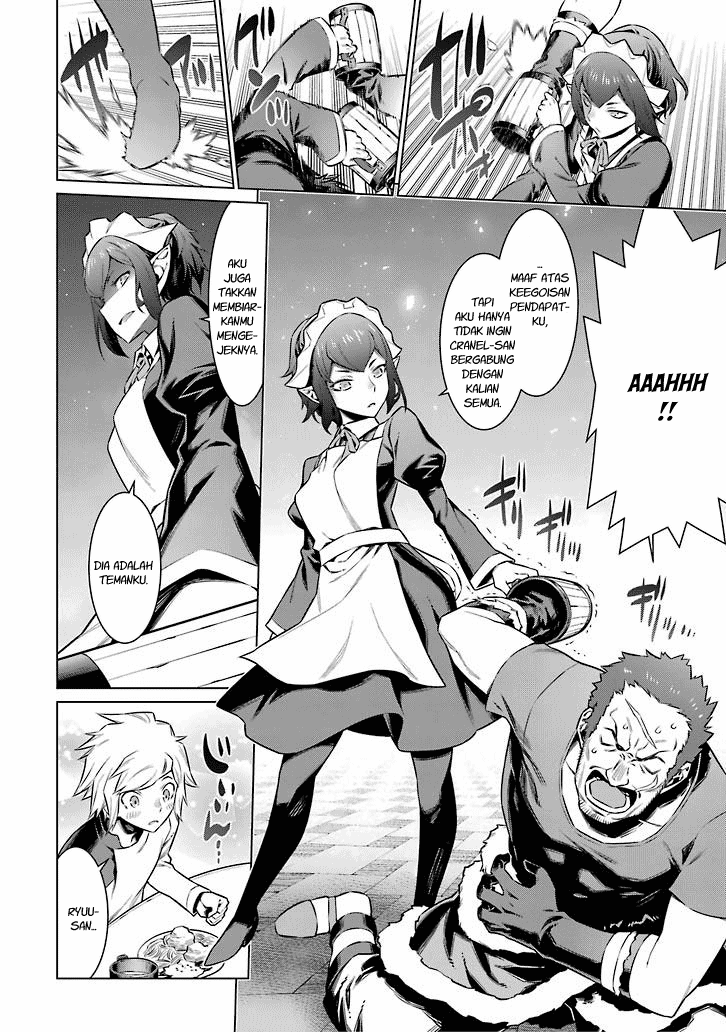 AAAHHH
!!
...
MAAF ATAS
KEEGOISAN
PENDAPAT-
KU,
TAPI
AKU HANYA
TIDAK INGIN
CRANEL-SAN
BERGABUNG
DENGAN
KALIAN
SEMUA.
AKU
JUGA
TAKKAN
MEMBIAR-
KANMU
MENGE-
JEKNYA.
DIA ADALAH
TEMANKU.
RYUU-
SAN...